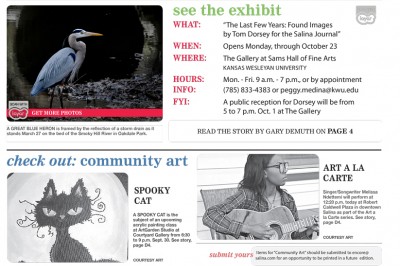 see the exhibit
WHAT: "The Last Few Years: Found Images
by Tom Dorsey for the Salina Journal"
WHEN: Opens Monday, through October 23
WHERE: The Gallery at Sams Hall of Fine Arts
KANSAS WESLEYAN UNIVERSITY
HOURS: Mon. - Fri. 9 a.m. - 7 p.m., or by appointment
INFO: (785) 833-4383 or peggy.medina@kwu.edu
FYI: A public reception for Dorsey will be from
5 to 7 p.m. Oct. 1 at The Gallery
READ THE STORY BY GARY DEMUTH ON PAGE 4
GET MORE PHOTOS
A GREAT BLUE HERON is framed by the reflection of a storm drain as it
stands March 27 on the bed of the Smoky Hill River in Oakdale Park.
check out: community art
SPOOKY
CAT
A SPOOKY CAT is the
subject of an upcoming
acrylic painting class
at ArtGarden Studio at
Courtyard Gallery from 6:30
to 9 p.m. Sept. 30. See story,
page D4.
COURTESY ART
ART A LA
CARTE
Singer/Songwriter Melissa
will perform at
12:20 p.m. today at Robert
Caldwell Plaza in downtown
Salina as part of the Art a
la Carte series. See story,
page D4.
COURTESY ART
submit yours
Items for "Community Art" should be submitted to
salina.com for an opportunity to be printed in a future edition.